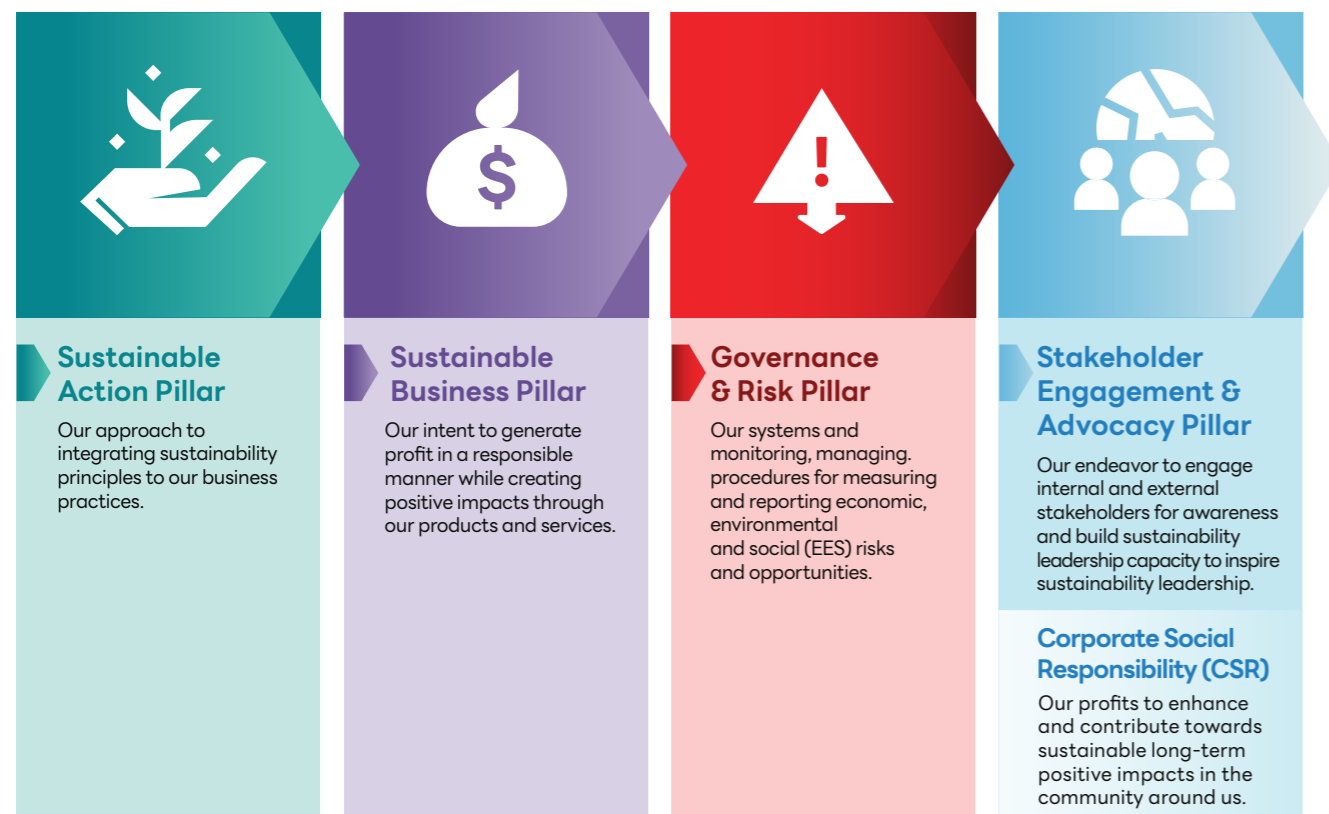 $
!
Sustainable
Action Pillar
Our approach to
integrating sustainability
principles to our business
practices.
Sustainable
Business Pillar
Our intent to generate
profit in a responsible
manner while creating
positive impacts through
our products and services.
Governance
& Risk Pillar
Our systems and
monitoring, managing.
procedures for measuring
and reporting economic,
environmental
and social (EES) risks
and opportunities.
Stakeholder
Engagement &
Advocacy Pillar
Our endeavor to engage
internal and external
stakeholders for awareness
and build sustainability
leadership capacity to inspire
sustainability leadership.
Corporate Social
Responsibility (CSR)
Our profits to enhance
and contribute towards
sustainable long-term
positive impacts in the
community around us.